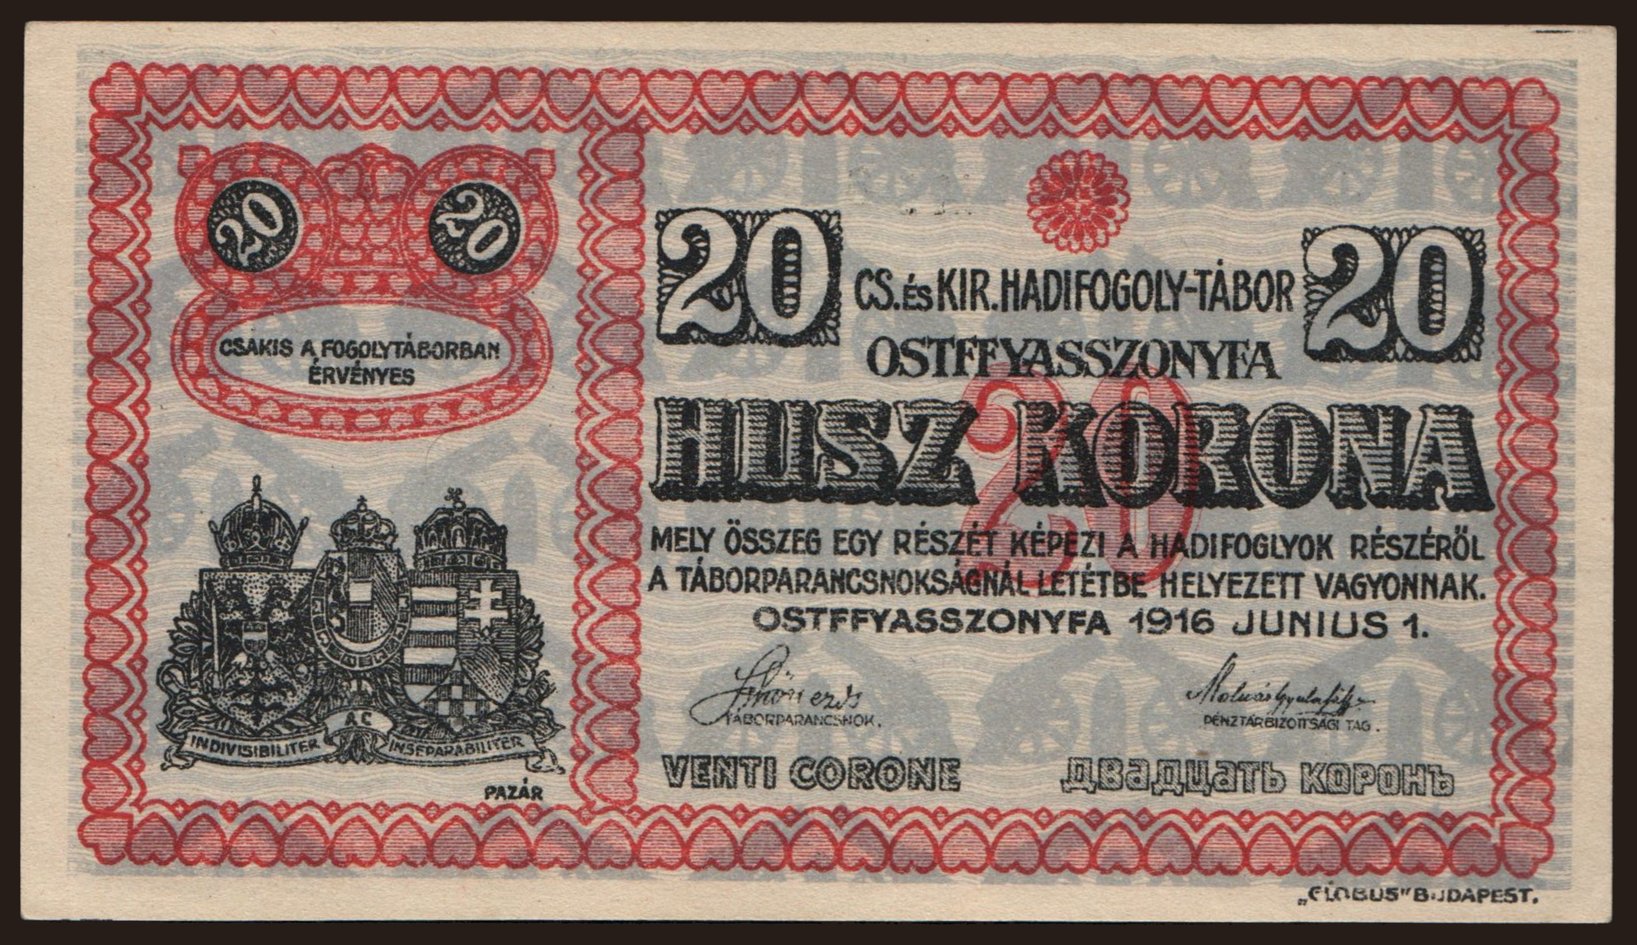 20 20
CSAKIS A FOGOLYTÁBORBAN
ÉRVÉNYES
INDIVISIBILITER AC INSEPARABILITER
PAZÁR
20 20
CS. és KIR. HADIFOGOLY-TÁBOR
OSTFFYASSZONYFA
20
HUSZ KORONA
MELY ÖSSZEG EGY RÉSZÉT KÉPEZI A HADIFOGLYOK RÉSZÉRŐL
A TÁBORPARANCSNOKSÁGNÁL LETÉTBE HELYEZETT VAGYONNAK.
OSTFFYASSZONYFA 1916 JUNIUS 1.
TÁBORPARANCSNOK.
PÉNZTÁRBIZOTTSÁGI TAG.
VENTI CORONE
ДВАДЦАТЬ КОРОНЪ
„GLOBUS" BUDAPEST.